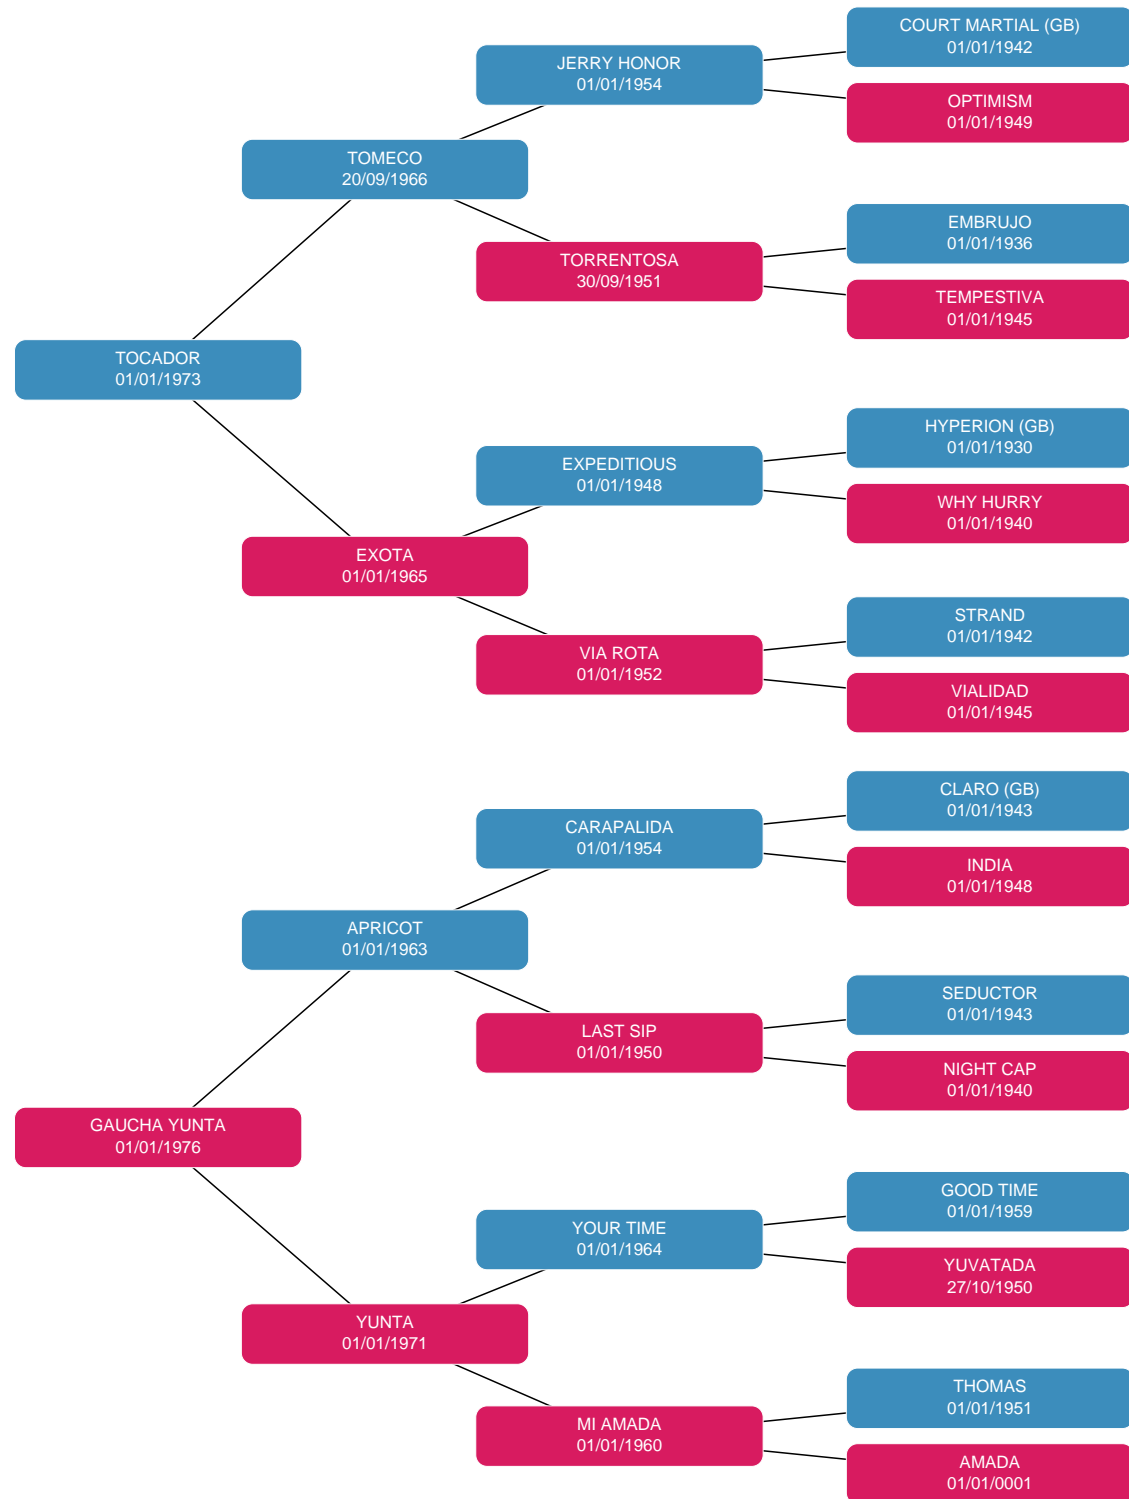 COURT MARTIAL (GB)
01/01/1942
JERRY HONOR
01/01/1954
OPTIMISM
01/01/1949
TOMECO
20/09/1966
EMBRUJO
01/01/1936
TORRENTOSA
30/09/1951
TEMPESTIVA
01/01/1945
TOCADOR
01/01/1973
HYPERION (GB)
01/01/1930
EXPEDITIOUS
01/01/1948
WHY HURRY
01/01/1940
EXOTA
01/01/1965
STRAND
01/01/1942
VIA ROTA
01/01/1952
VIALIDAD
01/01/1945
CLARO (GB)
01/01/1943
CARAPALIDA
01/01/1954
INDIA
01/01/1948
APRICOT
01/01/1963
SEDUCTOR
01/01/1943
LAST SIP
01/01/1950
NIGHT CAP
01/01/1940
GAUCHA YUNTA
01/01/1976
GOOD TIME
01/01/1959
YOUR TIME
01/01/1964
YUVATADA
27/10/1950
YUNTA
01/01/1971
THOMAS
01/01/1951
MI AMADA
01/01/1960
AMADA
01/01/0001